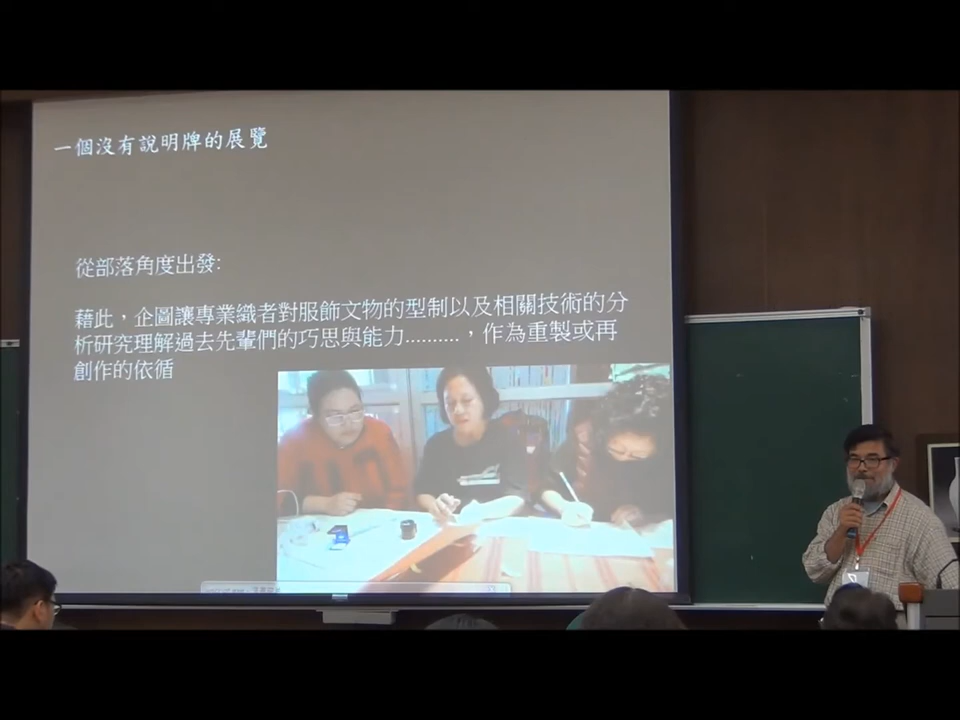 一個沒有說明牌的展覽
從部落角度出發:
藉此，企圖讓專業織者對服飾文物的型制以及相關技術的分
析研究理解過去先輩們的巧思與能力..........，作為重製或再
創作的依循